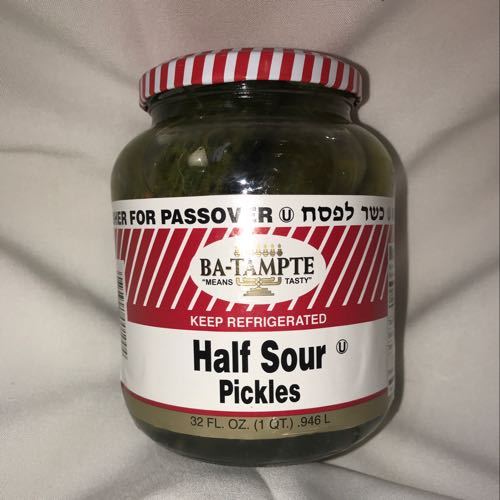 FOR PASSOVER Ⓤ כשר לפסח Ⓤ
BA-TAMPTE
"MEANS TASTY"
KEEP REFRIGERATED
Half Sour Ⓤ
Pickles
32 FL. OZ. (1 QT.) .946 L